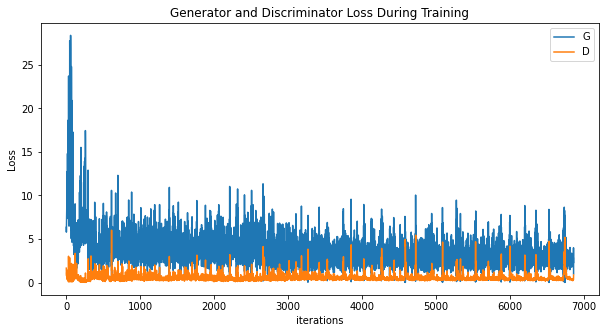 Generator and Discriminator Loss During Training
G
D
25
20
15
10
5
0
Loss
0 1000 2000 3000 4000 5000 6000 7000
iterations